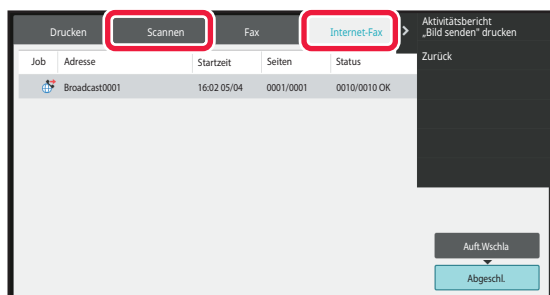 Drucken Scannen Fax Internet-Fax
Aktivitätsbericht
„Bild senden" drucken
Zurück
Job Adresse Startzeit Seiten Status
Broadcast0001 16:02 05/04 0001/0001 0010/0010 OK
Auft.Wschla
Abgeschl.